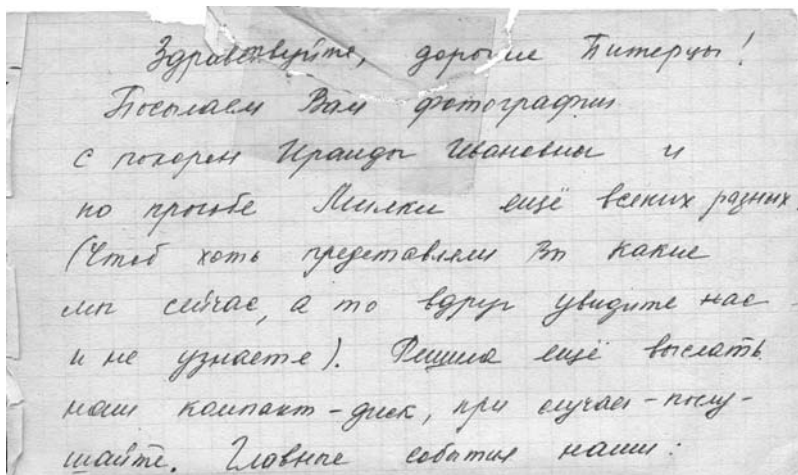 Здравствуйте, дорогие Питерцы!
Посылаем Вам фотографии
с похорон Ираиды Ивановны и
по просьбе Милки ещё всяких разных.
(Чтоб хоть представляли Вы какие
мы сейчас, а то вдруг увидите нас
и не узнаете). Решила ещё выслать
наш компакт-диск, при случае - послу-
шайте. Главные события наши: